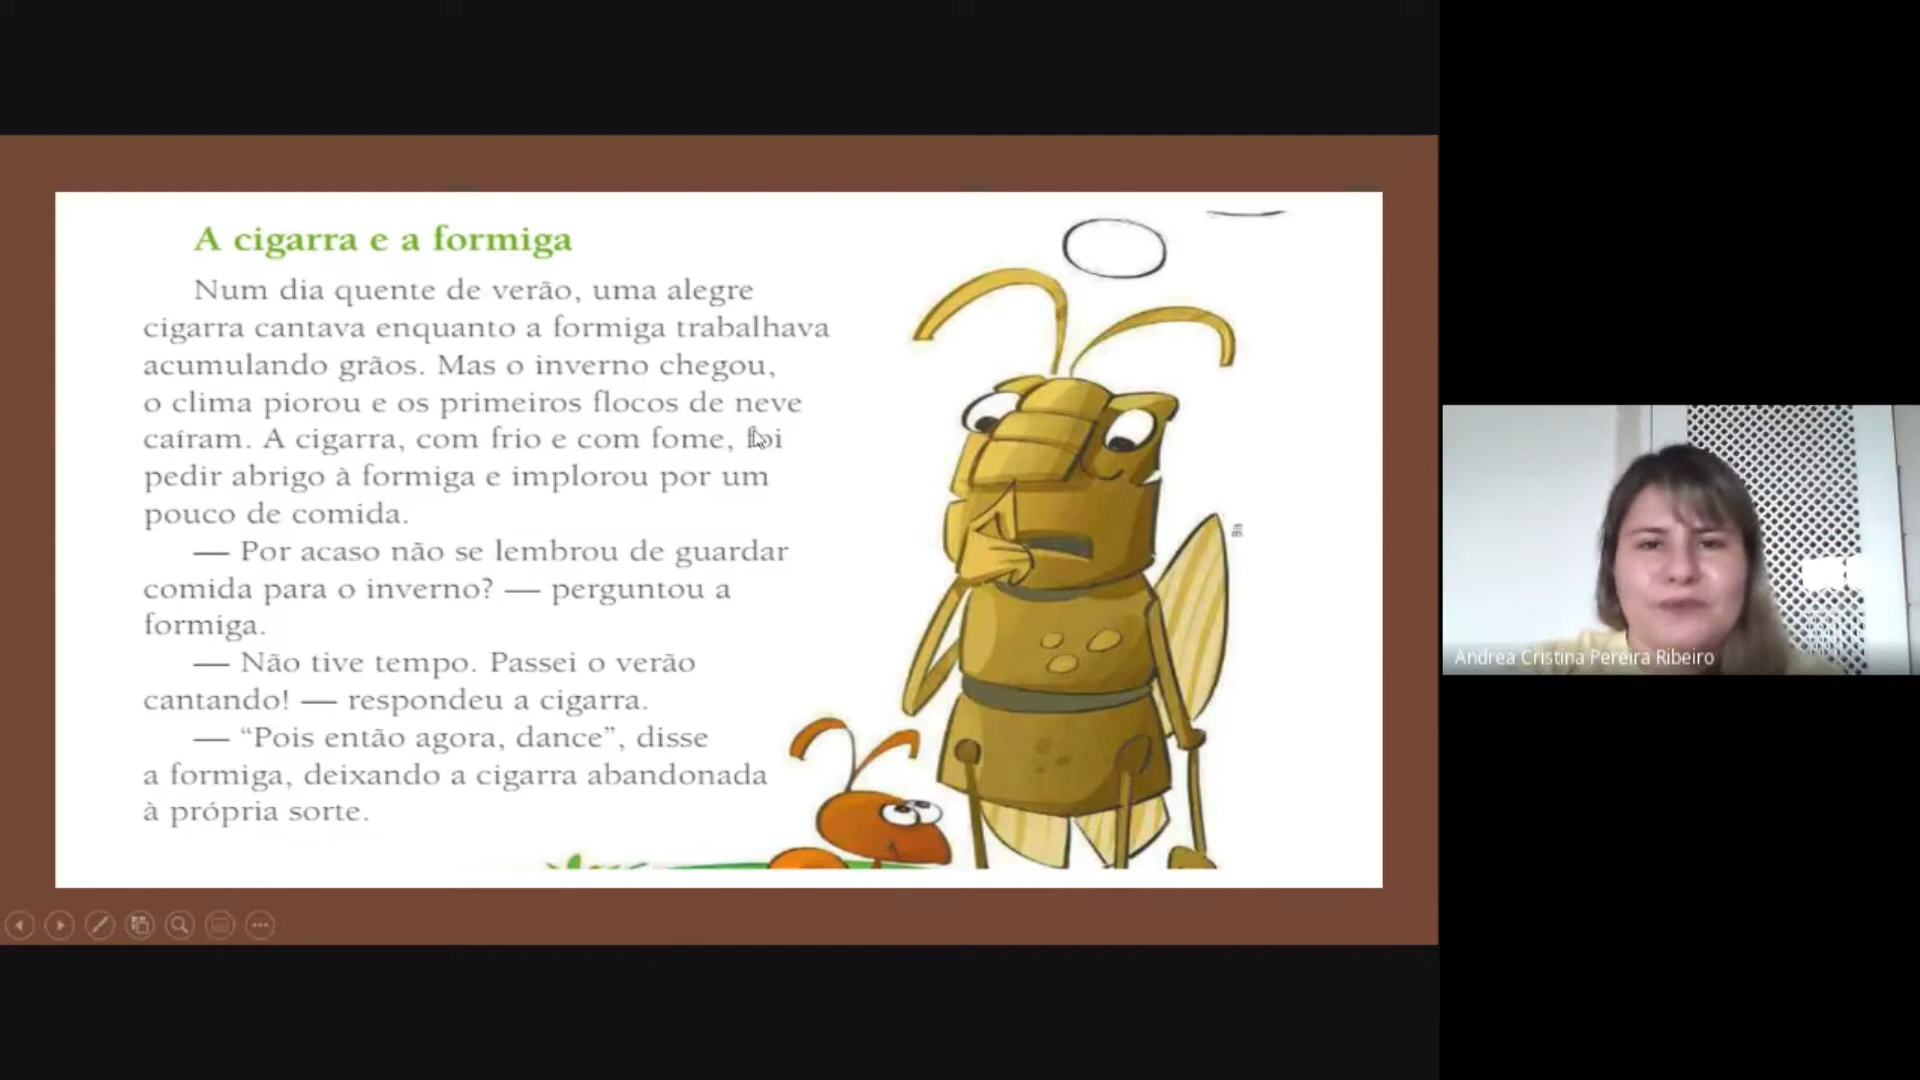 A cigarra e a formiga
Num dia quente de verão, uma alegre
cigarra cantava enquanto a formiga trabalhava
acumulando grãos. Mas o inverno chegou,
o clima piorou e os primeiros flocos de neve
caíram. A cigarra, com frio e com fome, foi
pedir abrigo à formiga e implorou por um
pouco de comida.
— Por acaso não se lembrou de guardar
comida para o inverno? — perguntou a
formiga.
— Não tive tempo. Passei o verão
cantando! — respondeu a cigarra.
— “Pois então agora, dance”, disse
a formiga, deixando a cigarra abandonada
à própria sorte.
Andrea Cristina Pereira Ribeiro